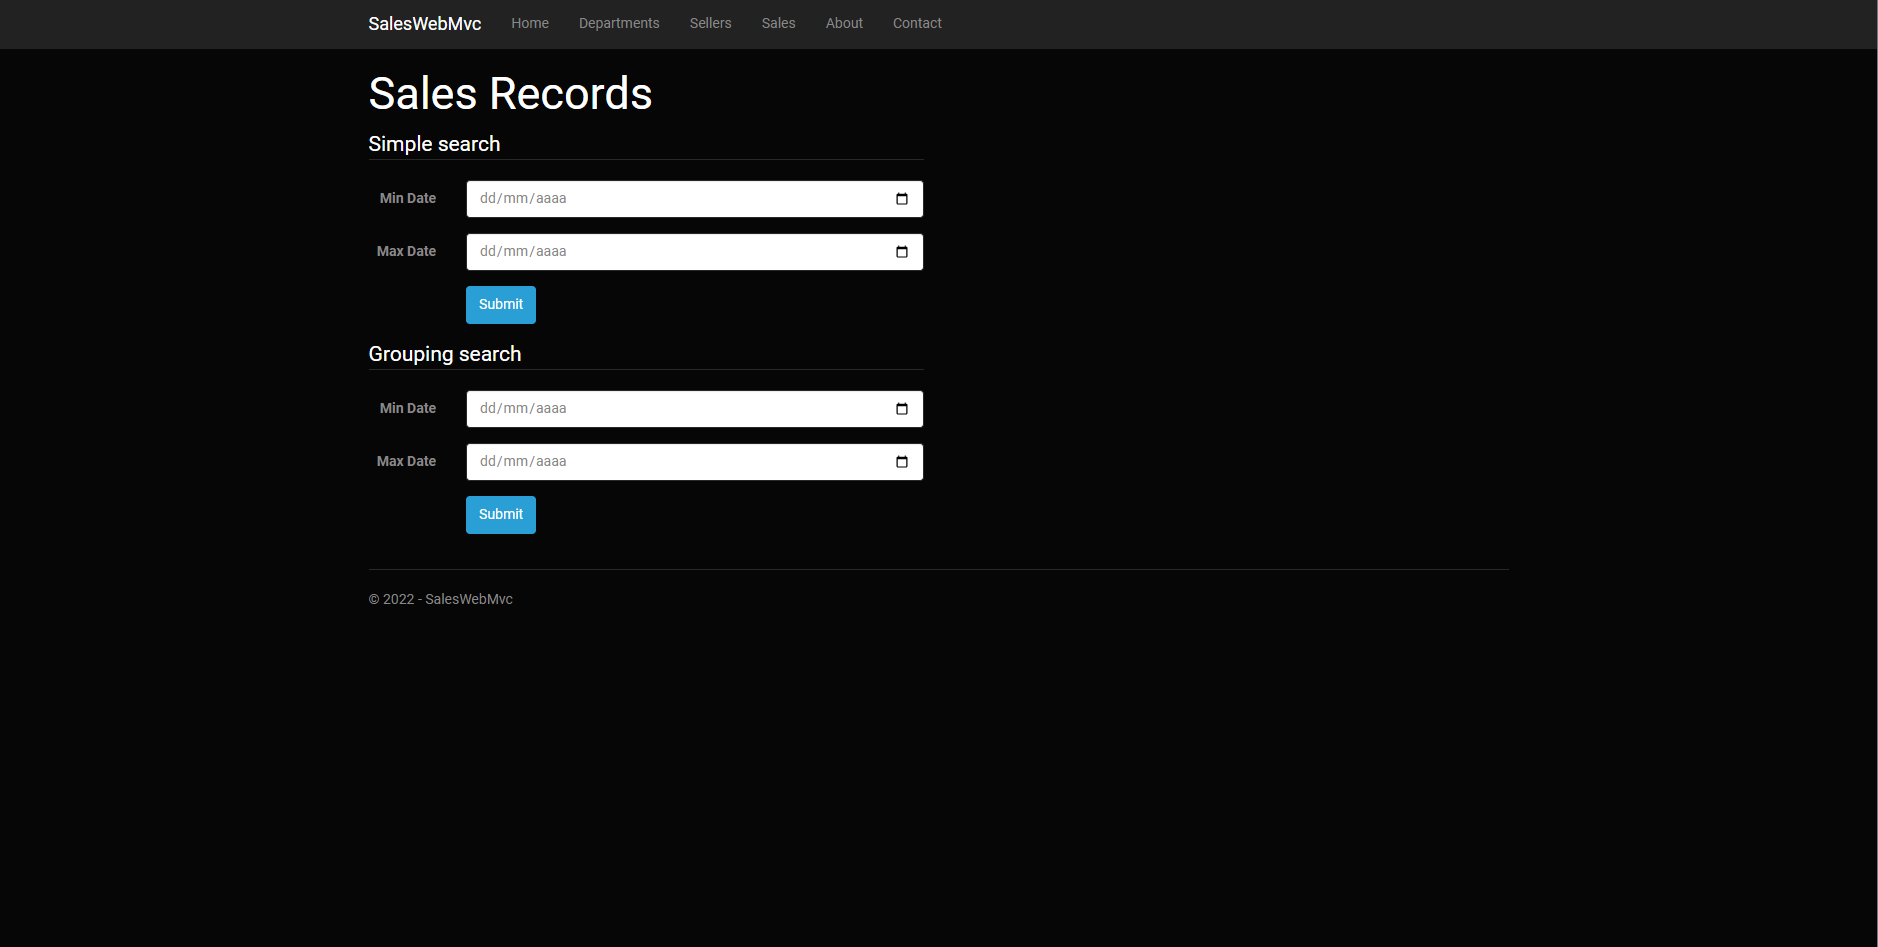 SalesWebMvc Home Departments Sellers Sales About Contact
Sales Records
Simple search
Min Date dd/mm/aaaa
Max Date dd/mm/aaaa
Submit
Grouping search
Min Date dd/mm/aaaa
Max Date dd/mm/aaaa
Submit
© 2022 - SalesWebMvc